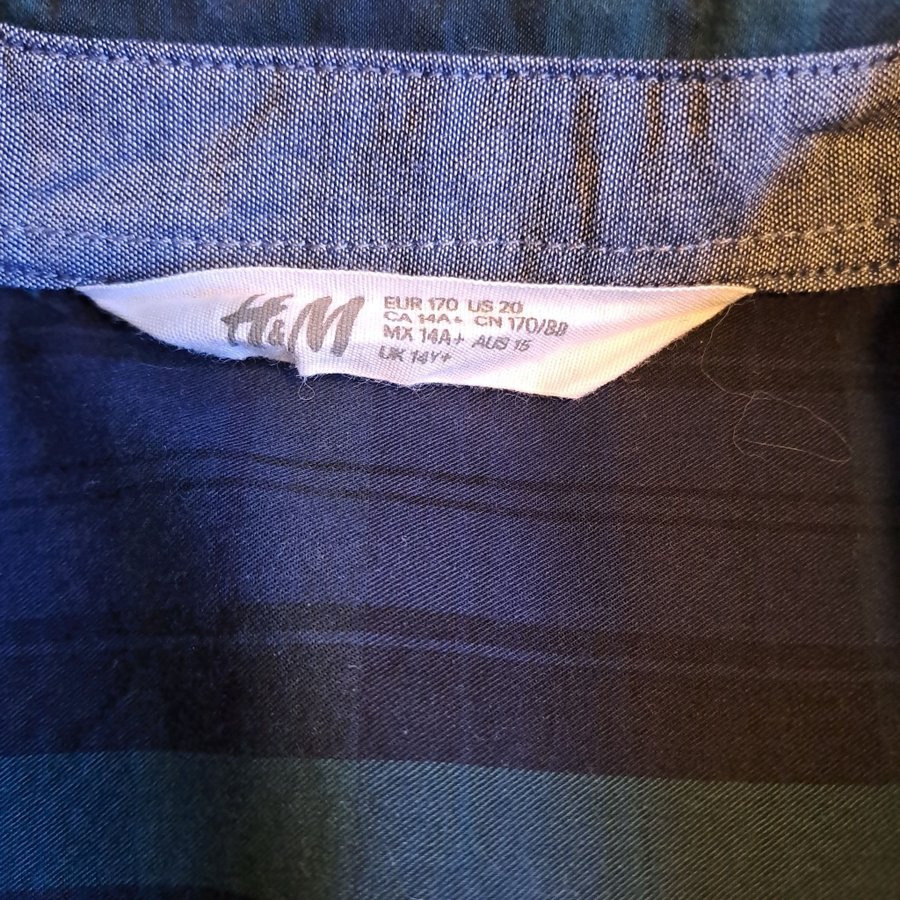 H&M
EUR 170 US 20
CA 14A+ CN 170/88
MX 14A+ AUS 15
UK 14Y+